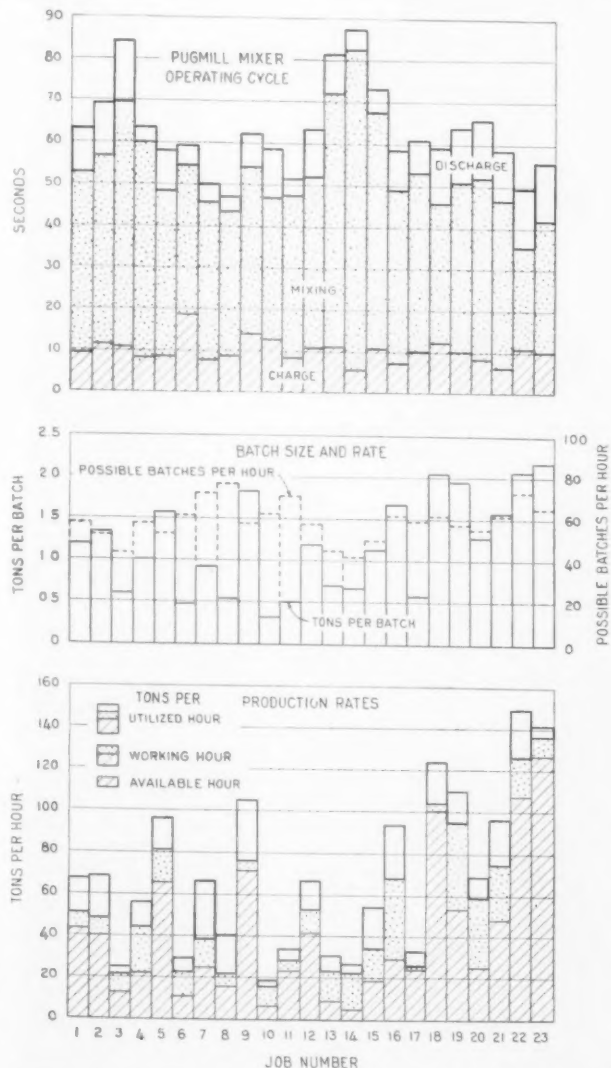 90
80
70
60
50
40
30
20
10
0
SECONDS
PUGMILL MIXER
OPERATING CYCLE
DISCHARGE
MIXING
CHARGE
2.5
2.0
1.5
1.0
0.5
0
TONS PER BATCH
BATCH SIZE AND RATE
POSSIBLE BATCHES PER HOUR
TONS PER BATCH
100
80
60
40
20
0
POSSIBLE BATCHES PER HOUR
160
140
120
100
80
60
40
20
0
TONS PER HOUR
TONS PER
UTILIZED HOUR
WORKING HOUR
AVAILABLE HOUR
PRODUCTION RATES
1 2 3 4 5 6 7 8 9 10 11 12 13 14 15 16 17 18 19 20 21 22 23
JOB NUMBER